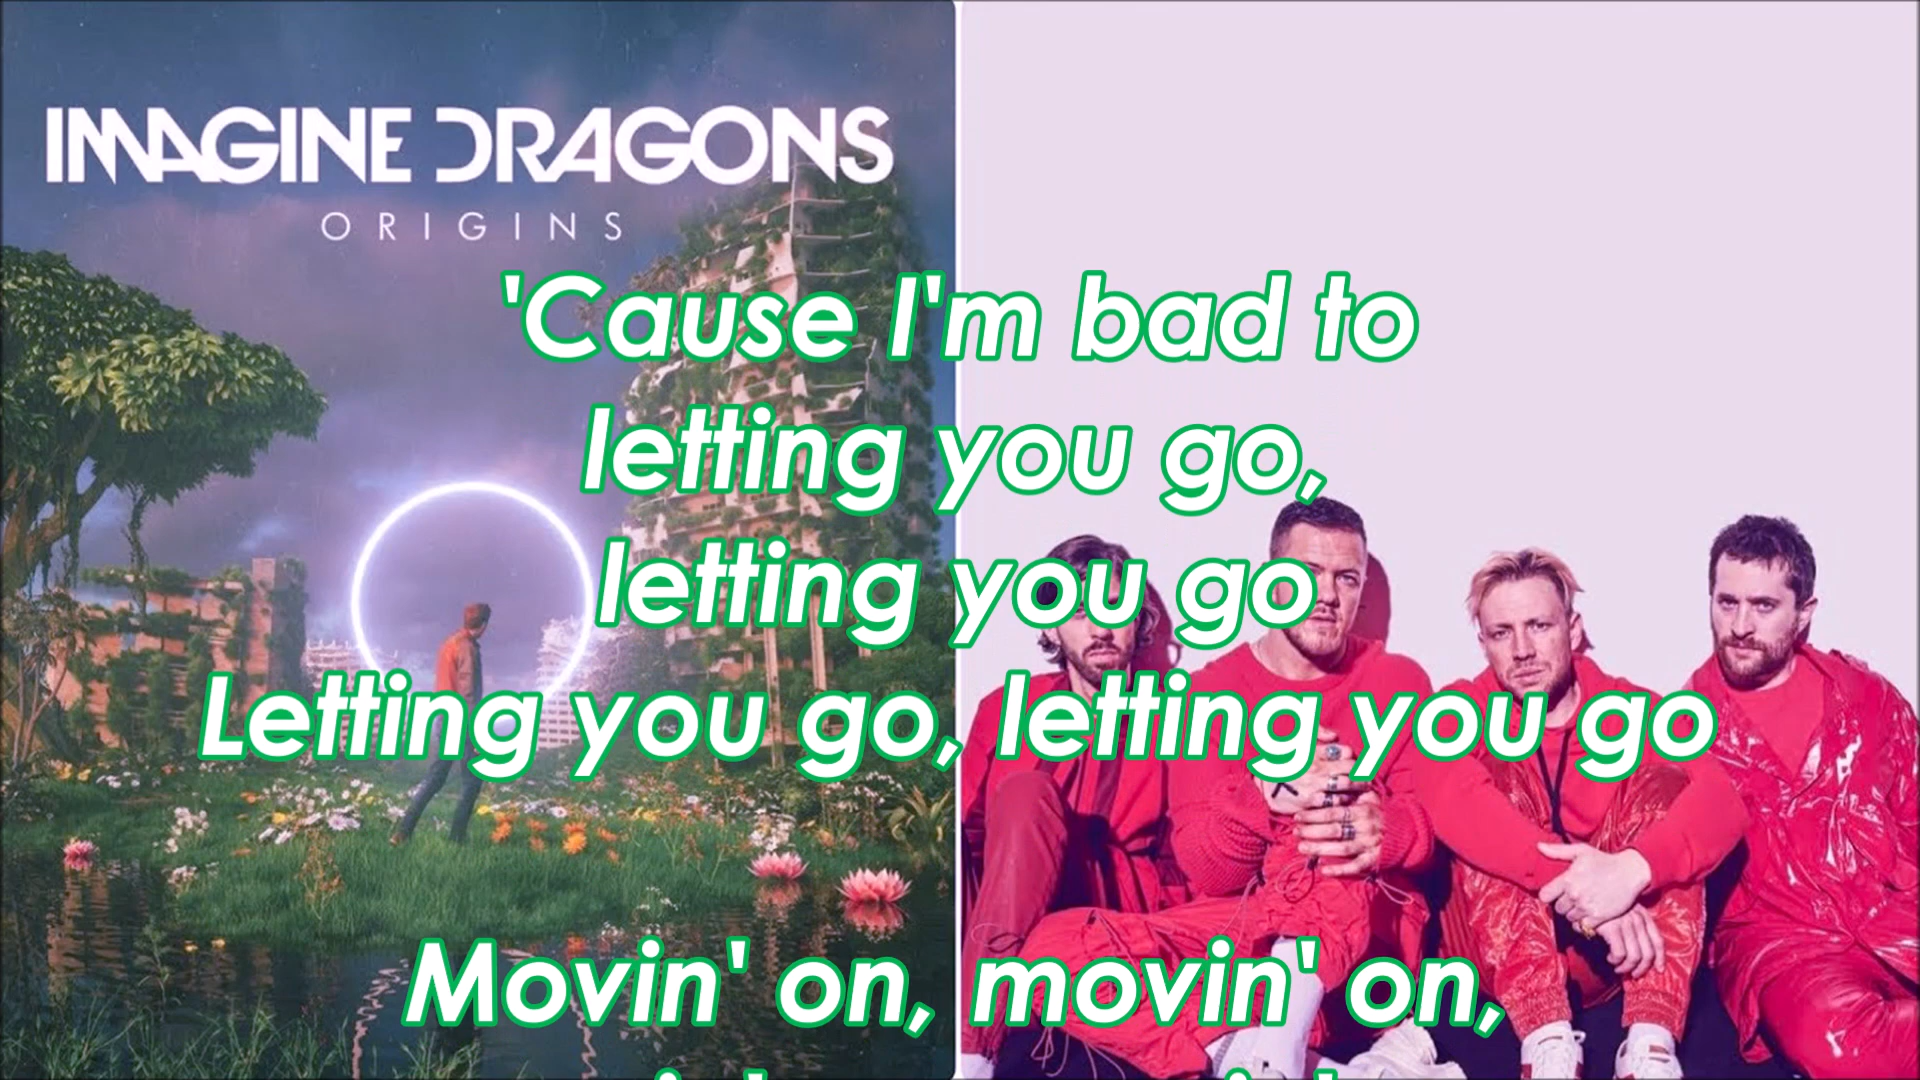 IMAGINE DRAGONS
ORIGINS
'Cause I'm bad to
letting you go,
letting you go
Letting you go, letting you go
Movin' on, movin' on,